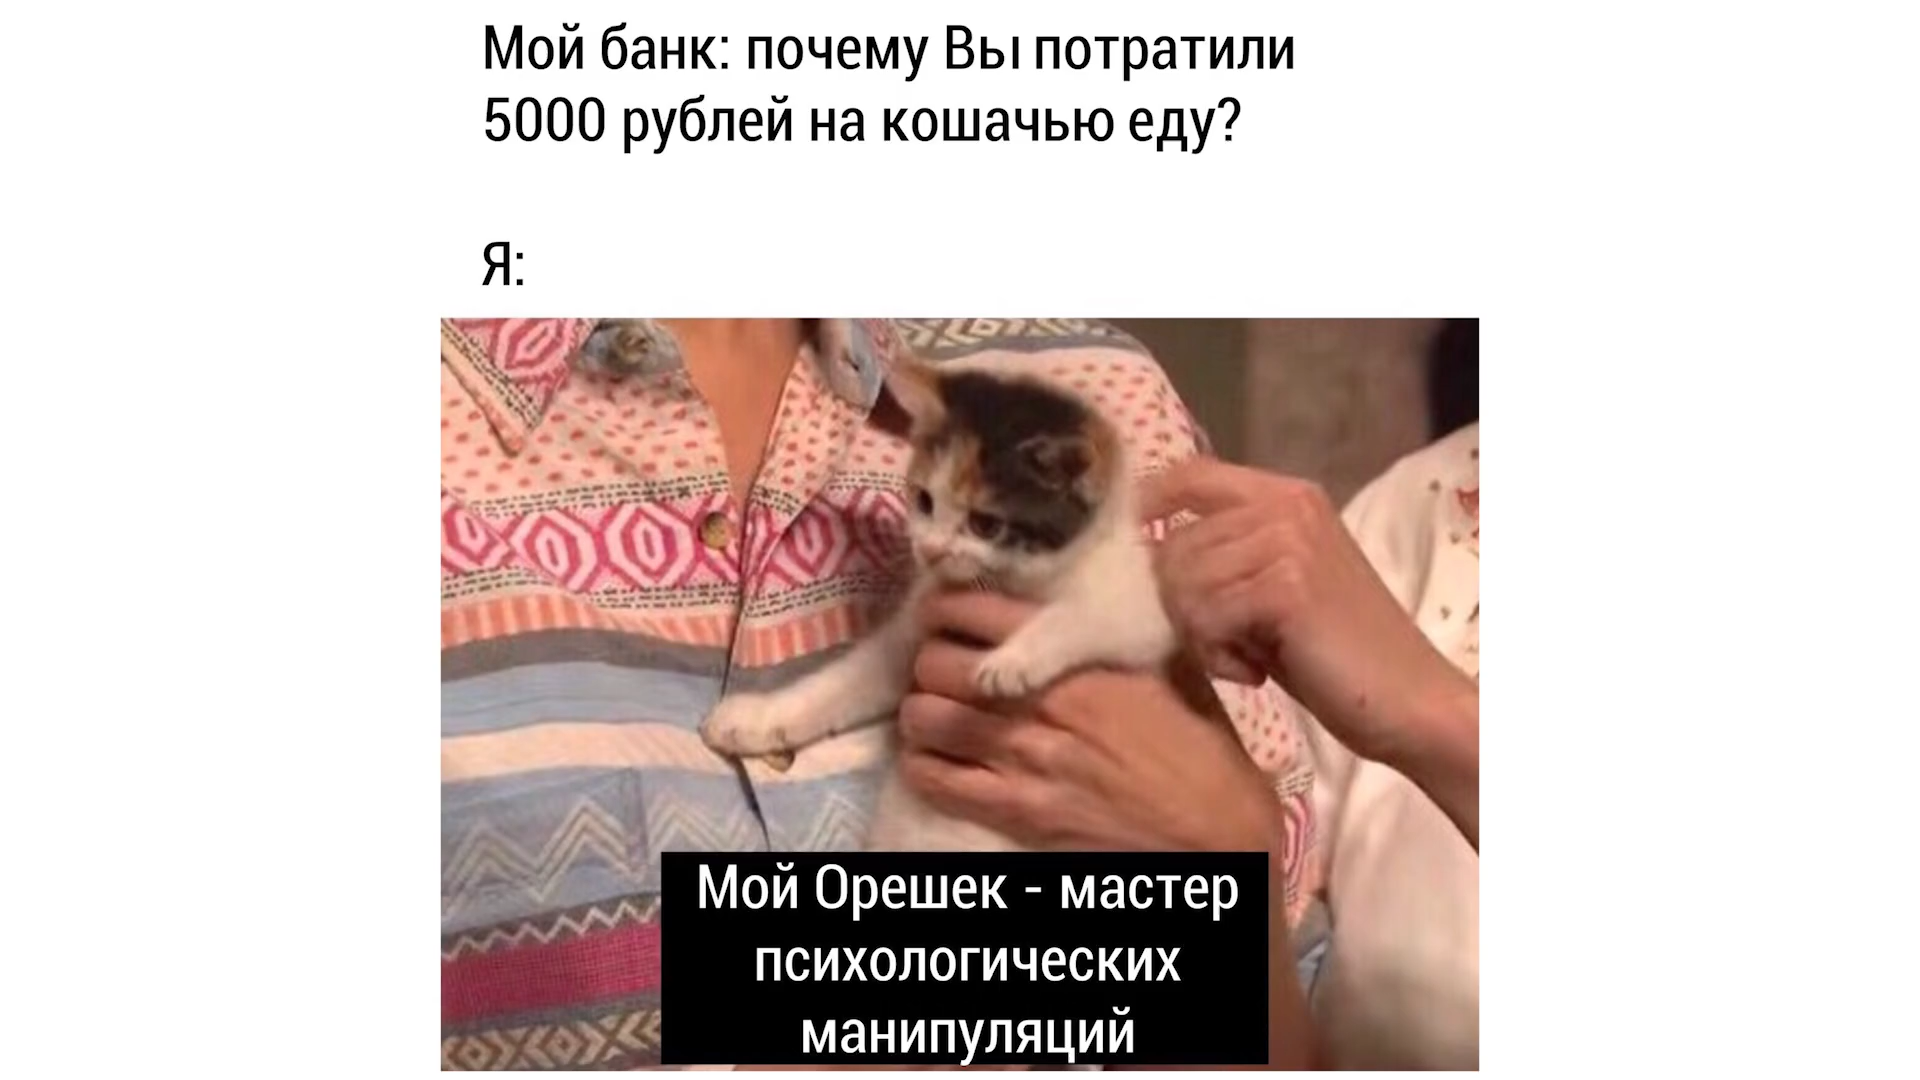 Мой банк: почему Вы потратили
5000 рублей на кошачью еду?
Я:
Мой Орешек - мастер
психологических
манипуляций